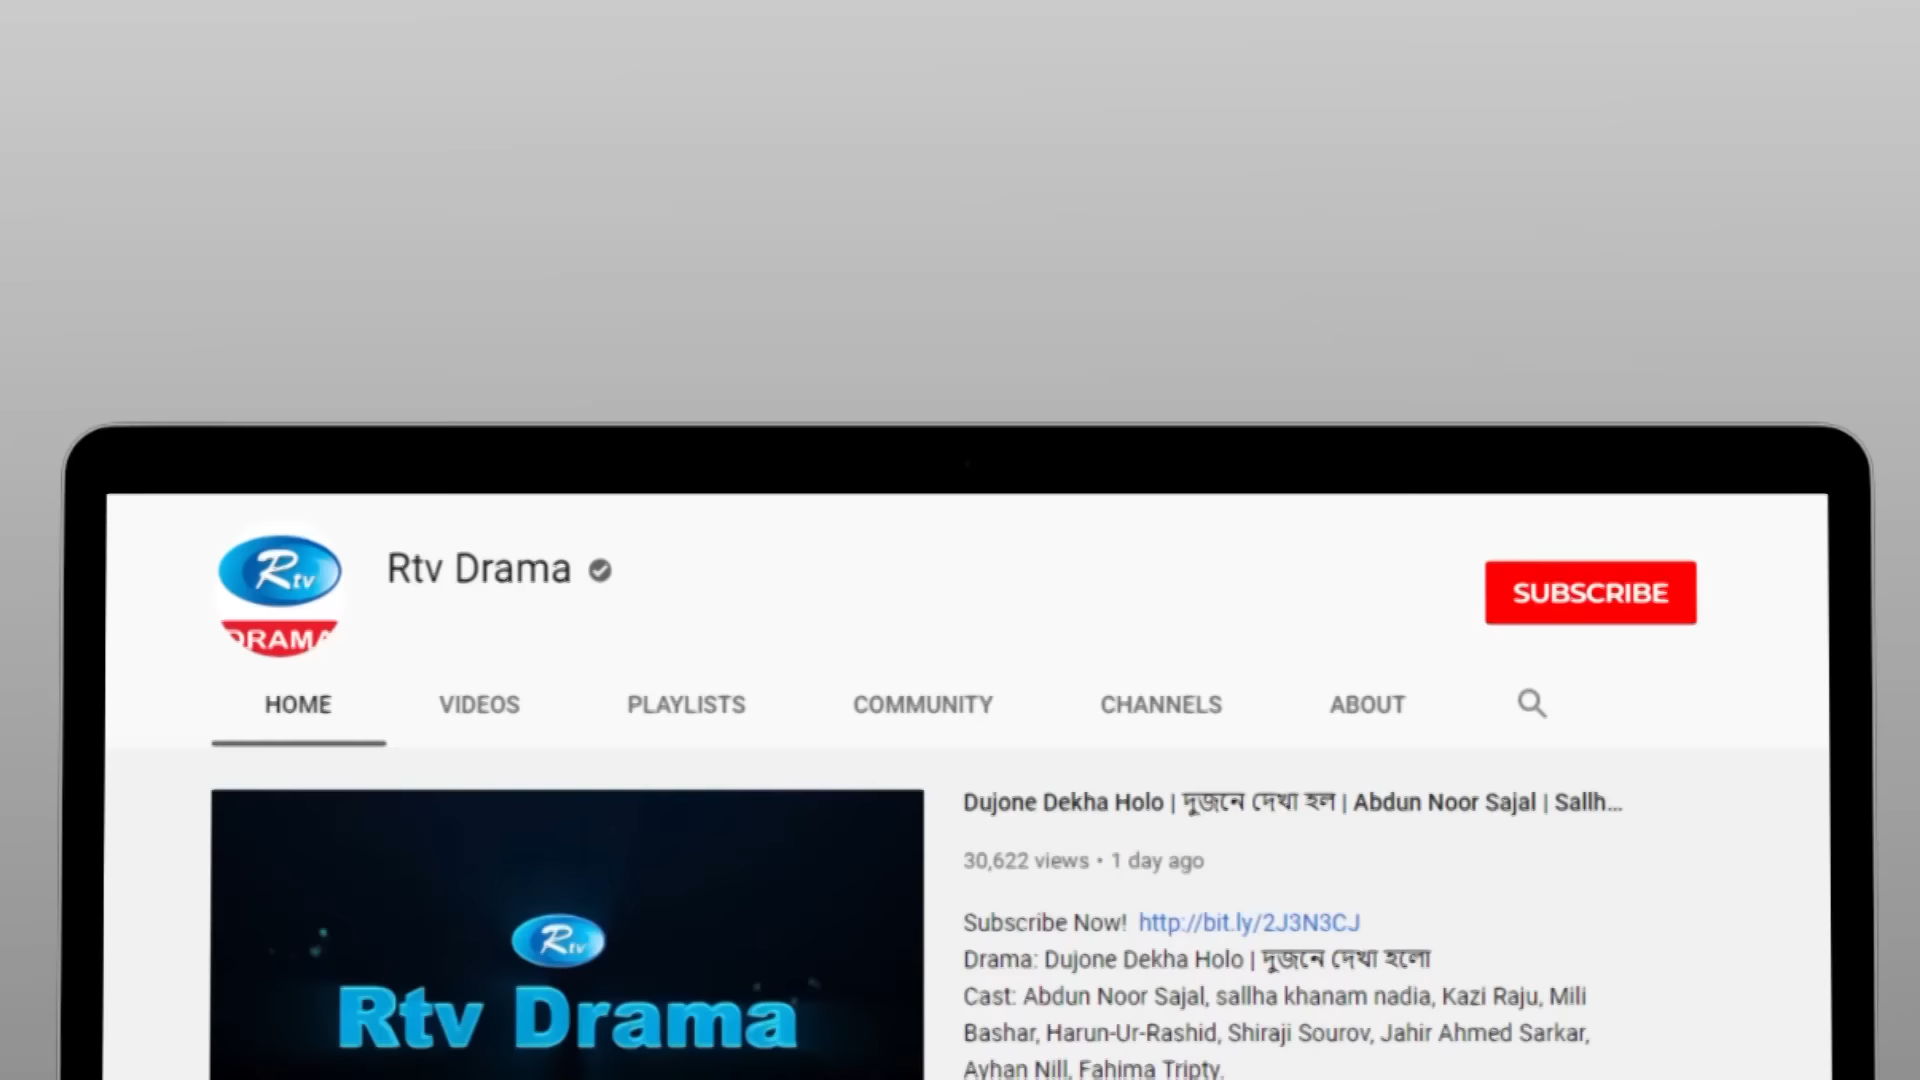 Rtv
DRAMA
Rtv Drama
SUBSCRIBE
HOME VIDEOS PLAYLISTS COMMUNITY CHANNELS ABOUT
Dujone Dekha Holo | দুজনে দেখা হল | Abdun Noor Sajal | Sallh...
30,622 views • 1 day ago
Subscribe Now! http://bit.ly/2J3N3CJ
Drama: Dujone Dekha Holo | দুজনে দেখা হলো
Cast: Abdun Noor Sajal, sallha khanam nadia, Kazi Raju, Mili
Bashar, Harun-Ur-Rashid, Shiraji Sourov, Jahir Ahmed Sarkar,
Ayhan Nill, Fahima Tripty.
Rtv
Rtv Drama